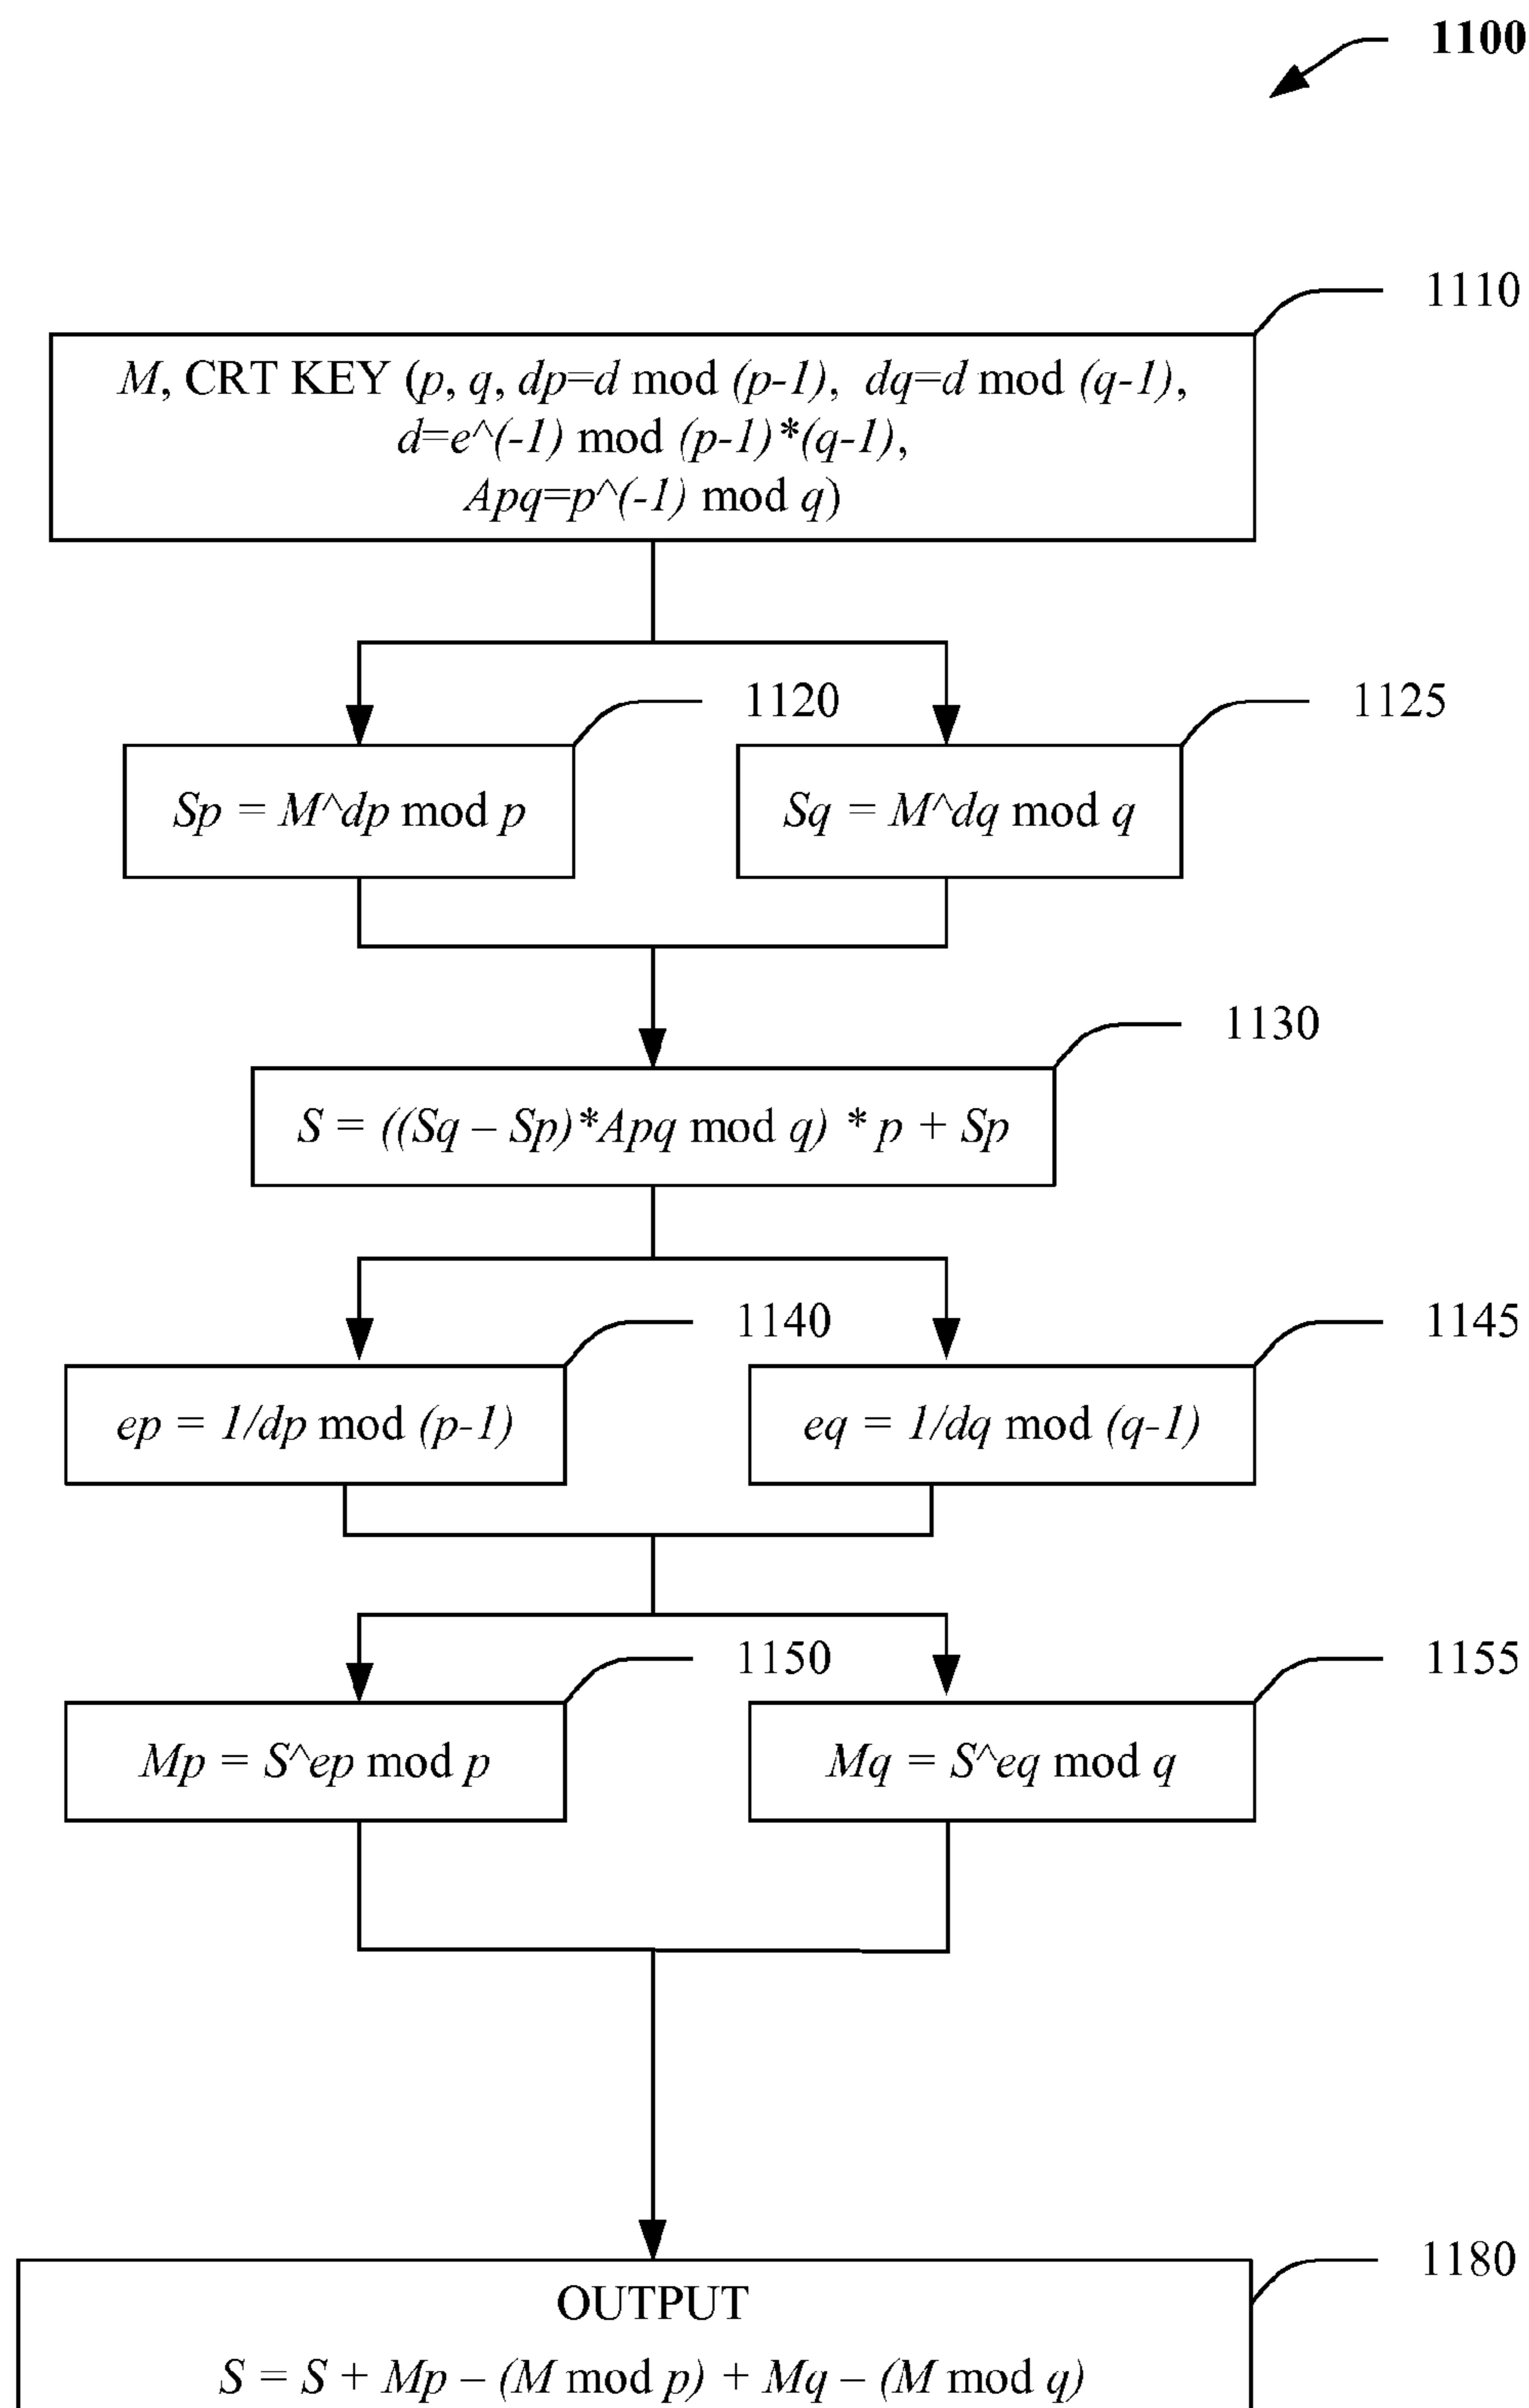 1100
1110
M, CRT KEY (p, q, dp=d mod (p-1), dq=d mod (q-1),
d=e^(-1) mod (p-1)*(q-1),
Apq=p^(-1) mod q)
1120
1125
Sp = M^dp mod p
Sq = M^dq mod q
1130
S = ((Sq – Sp)*Apq mod q) * p + Sp
1140
1145
ep = 1/dp mod (p-1)
eq = 1/dq mod (q-1)
1150
1155
Mp = S^ep mod p
Mq = S^eq mod q
1180
OUTPUT
S = S + Mp – (M mod p) + Mq – (M mod q)